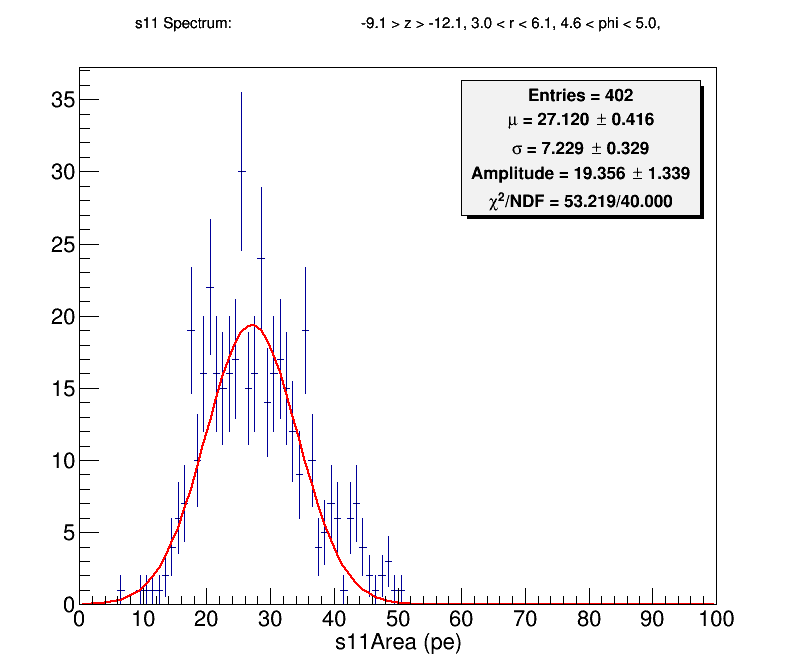 s11 Spectrum: -9.1 > z > -12.1, 3.0 < r < 6.1, 4.6 < phi < 5.0,
Entries = 402
μ = 27.120 ± 0.416
σ = 7.229 ± 0.329
Amplitude = 19.356 ± 1.339
χ²/NDF = 53.219/40.000
35
30
25
20
15
10
5
0
0 10 20 30 40 50 60 70 80 90 100
s11Area (pe)